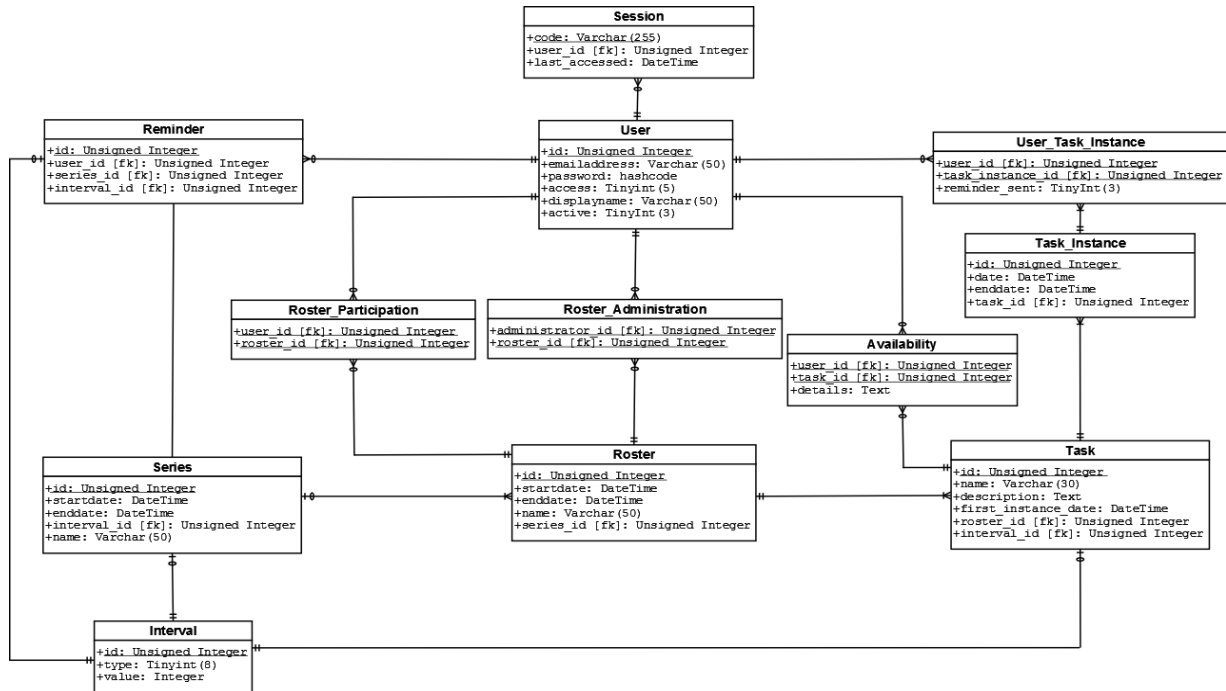 Session
+code: Varchar(255)
+user_id [fk]: Unsigned Integer
+last_accessed: DateTime
Reminder
+id: Unsigned Integer
+user_id [fk]: Unsigned Integer
+series_id [fk]: Unsigned Integer
+interval_id [fk]: Unsigned Integer
User
+id: Unsigned Integer
+emailaddress: Varchar(50)
+password: hashcode
+access: Tinyint(5)
+displayname: Varchar(50)
+active: TinyInt(3)
User_Task_Instance
+user_id [fk]: Unsigned Integer
+task_instance_id [fk]: Unsigned Integer
+reminder_sent: TinyInt(3)
Task_Instance
+id: Unsigned Integer
+date: DateTime
+enddate: DateTime
+task_id [fk]: Unsigned Integer
Roster_Participation
+user_id [fk]: Unsigned Integer
+roster_id [fk]: Unsigned Integer
Roster_Administration
+administrator_id [fk]: Unsigned Integer
+roster_id [fk]: Unsigned Integer
Availability
+user_id [fk]: Unsigned Integer
+task_id [fk]: Unsigned Integer
+details: Text
Series
+id: Unsigned Integer
+startdate: DateTime
+enddate: DateTime
+interval_id [fk]: Unsigned Integer
+name: Varchar(50)
Roster
+id: Unsigned Integer
+startdate: DateTime
+enddate: DateTime
+name: Varchar(50)
+series_id [fk]: Unsigned Integer
Task
+id: Unsigned Integer
+name: Varchar(30)
+description: Text
+first_instance_date: DateTime
+roster_id [fk]: Unsigned Integer
+interval_id [fk]: Unsigned Integer
Interval
+id: Unsigned Integer
+type: Tinyint(8)
+value: Integer